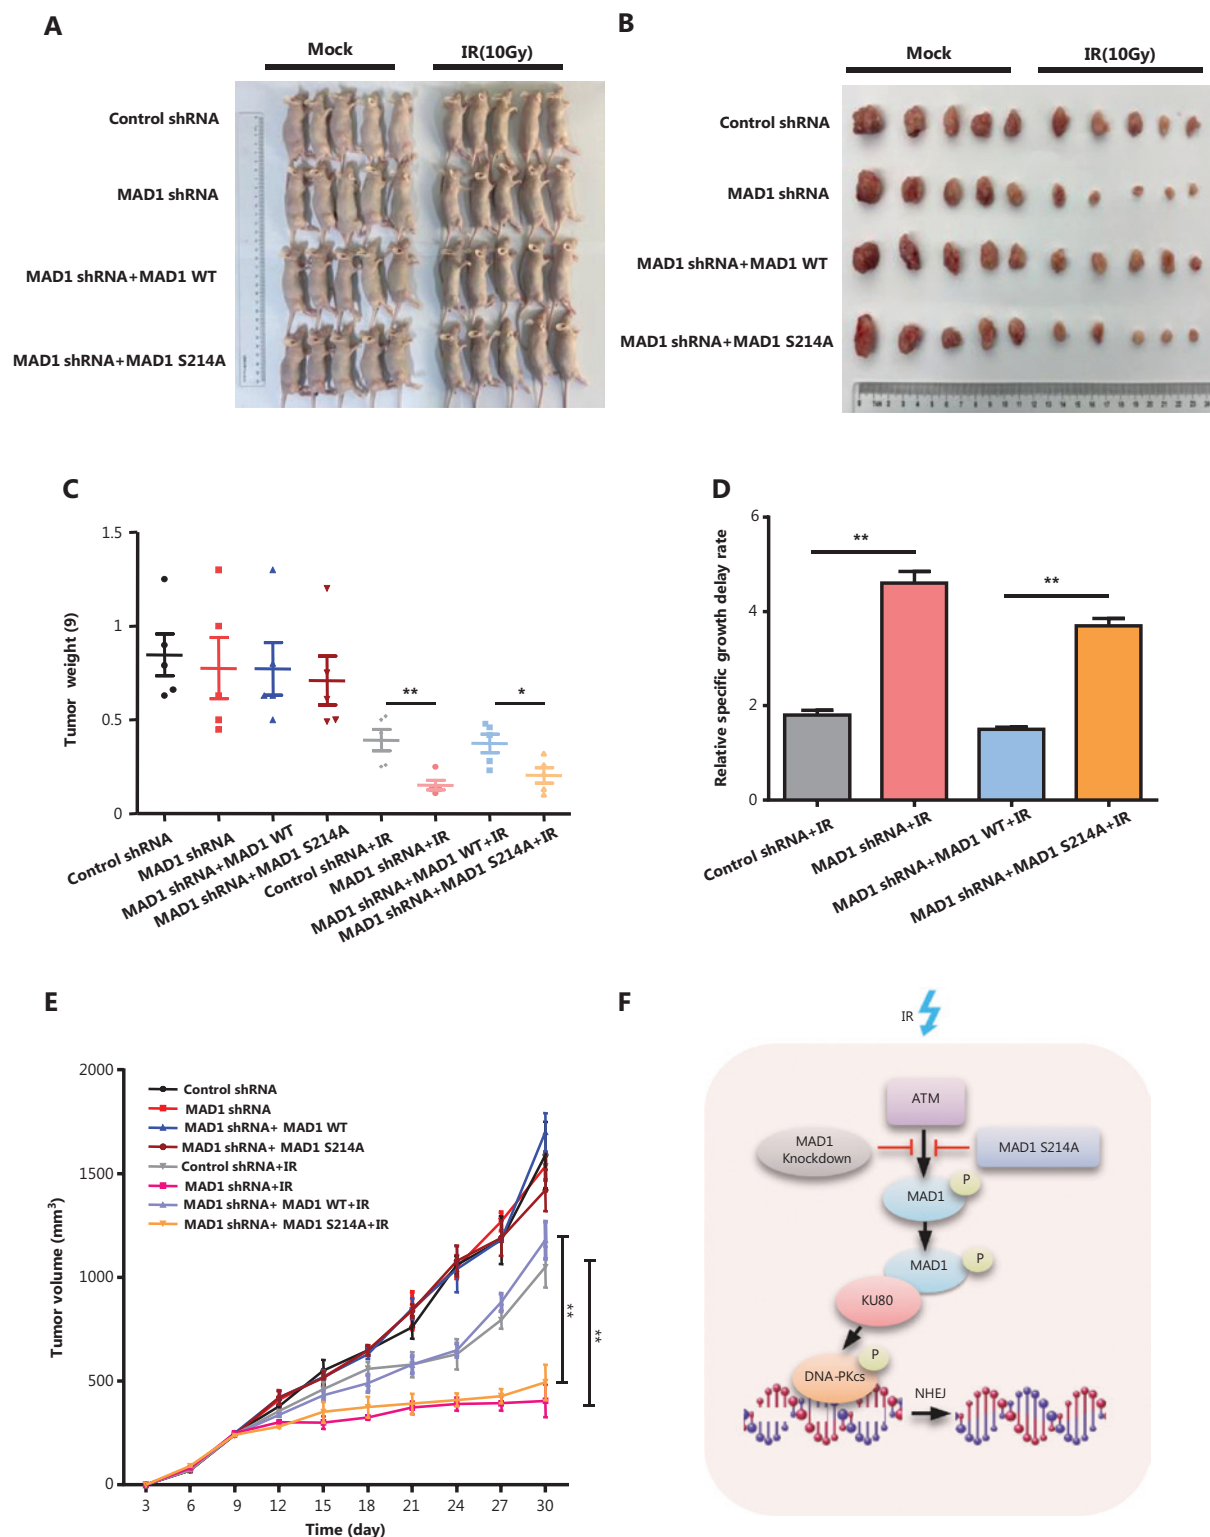 A
Mock
IR(10Gy)
Control shRNA
MAD1 shRNA
MAD1 shRNA+MAD1 WT
MAD1 shRNA+MAD1 S214A
B
Mock
IR(10Gy)
Control shRNA
MAD1 shRNA
MAD1 shRNA+MAD1 WT
MAD1 shRNA+MAD1 S214A
C
Tumor weight (9)
1.5
1
0.5
0
**
*
Control shRNA
MAD1 shRNA
MAD1 shRNA+MAD1 WT
MAD1 shRNA+MAD1 S214A
Control shRNA+IR
MAD1 shRNA+IR
MAD1 shRNA+MAD1 WT+IR
MAD1 shRNA+MAD1 S214A+IR
D
Relative specific growth delay rate
6
4
2
0
**
**
Control shRNA+IR
MAD1 shRNA+IR
MAD1 shRNA+MAD1 WT+IR
MAD1 shRNA+MAD1 S214A+IR
E
Tumor volume (mm³)
2000
1500
1000
500
0
Control shRNA
MAD1 shRNA
MAD1 shRNA+ MAD1 WT
MAD1 shRNA+ MAD1 S214A
Control shRNA+IR
MAD1 shRNA+IR
MAD1 shRNA+ MAD1 WT+IR
MAD1 shRNA+ MAD1 S214A+IR
**
**
3 6 9 12 15 18 21 24 27 30
Time (day)
F
IR
ATM
MAD1
Knockdown
MAD1 S214A
P
MAD1
P
MAD1
KU80
P
DNA-PKcs
NHEJ